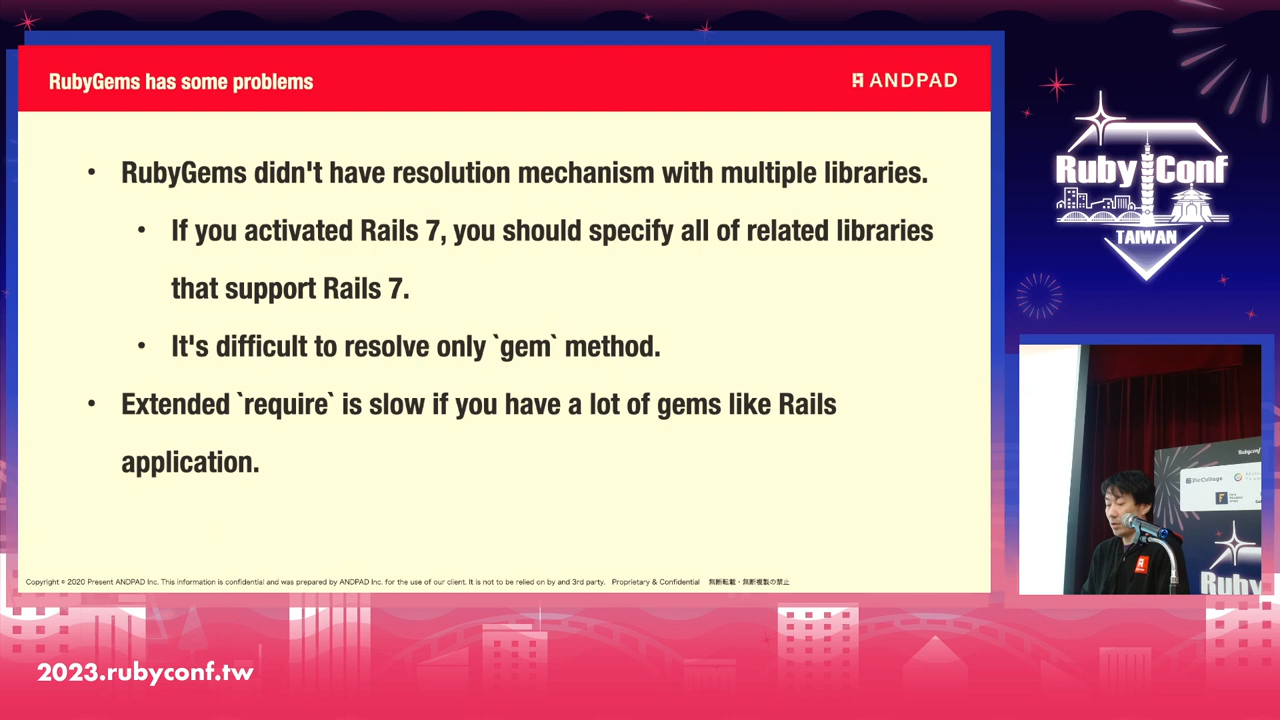 RubyGems has some problems
ANDPAD
• RubyGems didn't have resolution mechanism with multiple libraries.
• If you activated Rails 7, you should specify all of related libraries
that support Rails 7.
• It's difficult to resolve only `gem` method.
• Extended `require` is slow if you have a lot of gems like Rails
application.
Copyright © 2020 Present ANDPAD Inc. This information is confidential and was prepared by ANDPAD Inc. for the use of our client. It is not to be relied on by and 3rd party. Proprietary & Confidential 無断転載・無断複製の禁止
RubyConf
TAIWAN
Rubyconf
PicCollage
Ruby
2023.rubyconf.tw